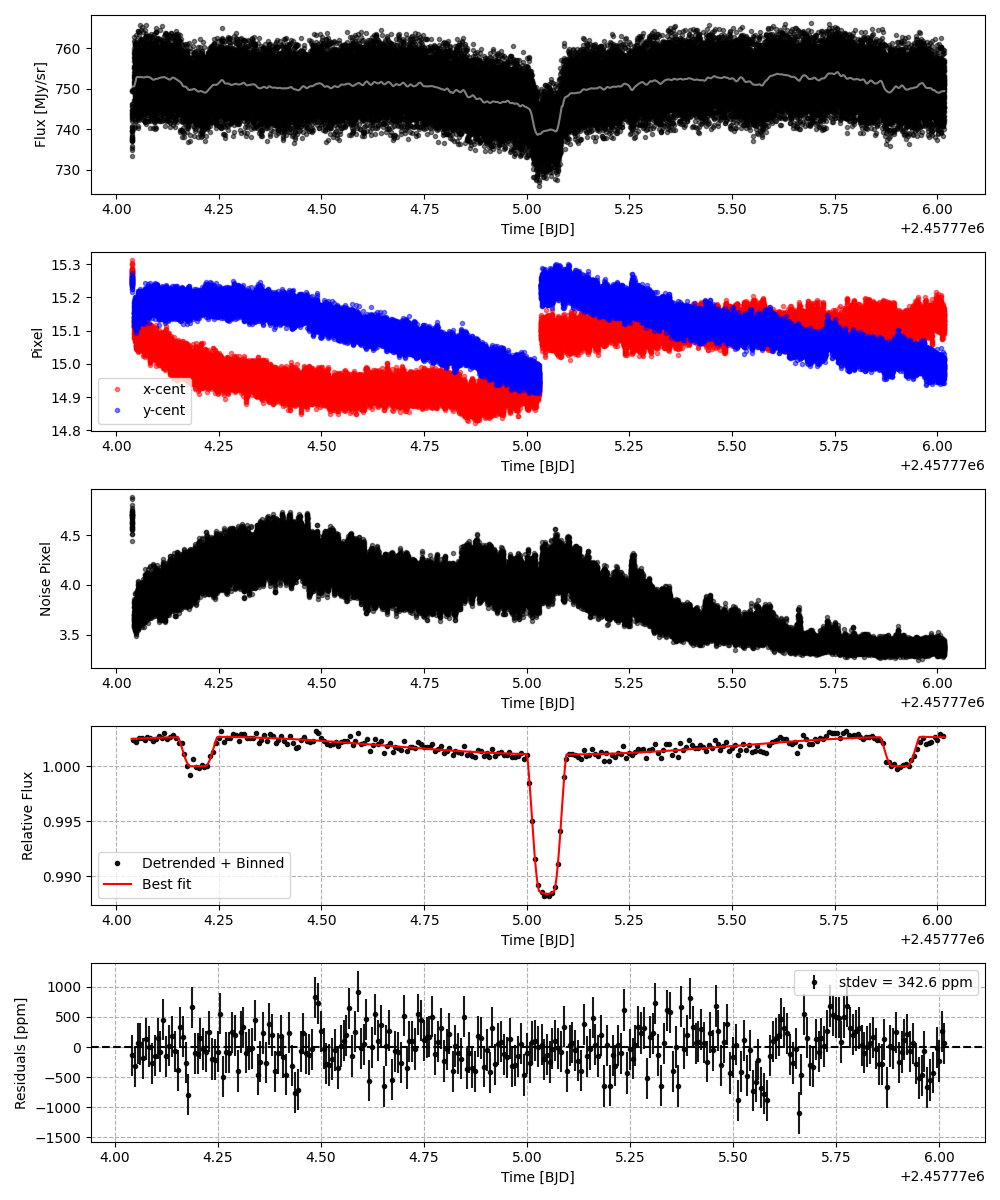 760
750
740
730
Flux [MJy/sr]
4.00 4.25 4.50 4.75 5.00 5.25 5.50 5.75 6.00
Time [BJD]
+2.45777e6
15.3
15.2
15.1
15.0
14.9
14.8
Pixel
x-cent
y-cent
4.00 4.25 4.50 4.75 5.00 5.25 5.50 5.75 6.00
Time [BJD]
+2.45777e6
4.5
4.0
3.5
Noise Pixel
4.00 4.25 4.50 4.75 5.00 5.25 5.50 5.75 6.00
Time [BJD]
+2.45777e6
1.000
0.995
0.990
Relative Flux
Detrended + Binned
Best fit
4.00 4.25 4.50 4.75 5.00 5.25 5.50 5.75 6.00
Time [BJD]
+2.45777e6
1000
500
0
−500
−1000
−1500
Residuals [ppm]
stdev = 342.6 ppm
4.00 4.25 4.50 4.75 5.00 5.25 5.50 5.75 6.00
Time [BJD]
+2.45777e6